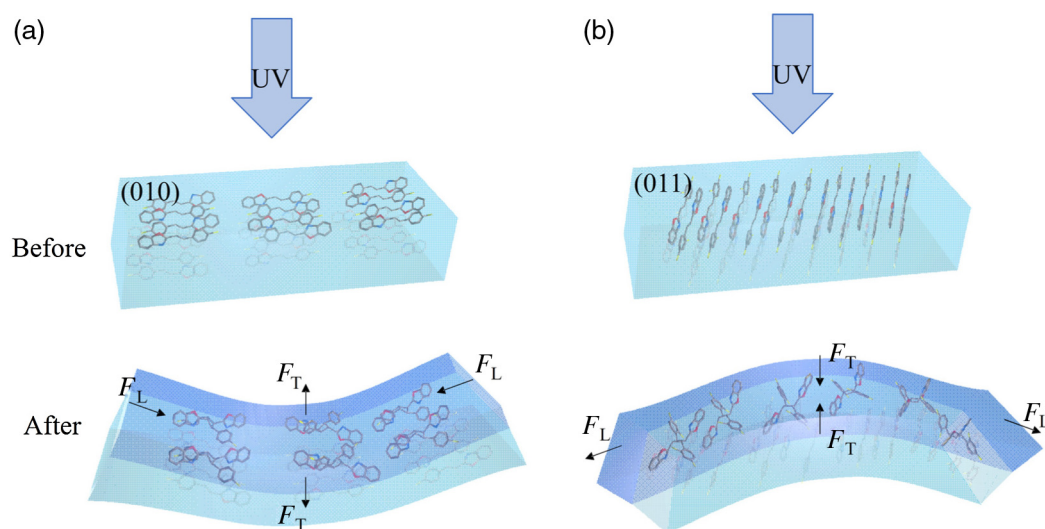 (a)
(b)
UV
UV
(010)
(011)
Before
F_L
F_T
F_L
F_T
F_T
F_T
F_L
F_L
After